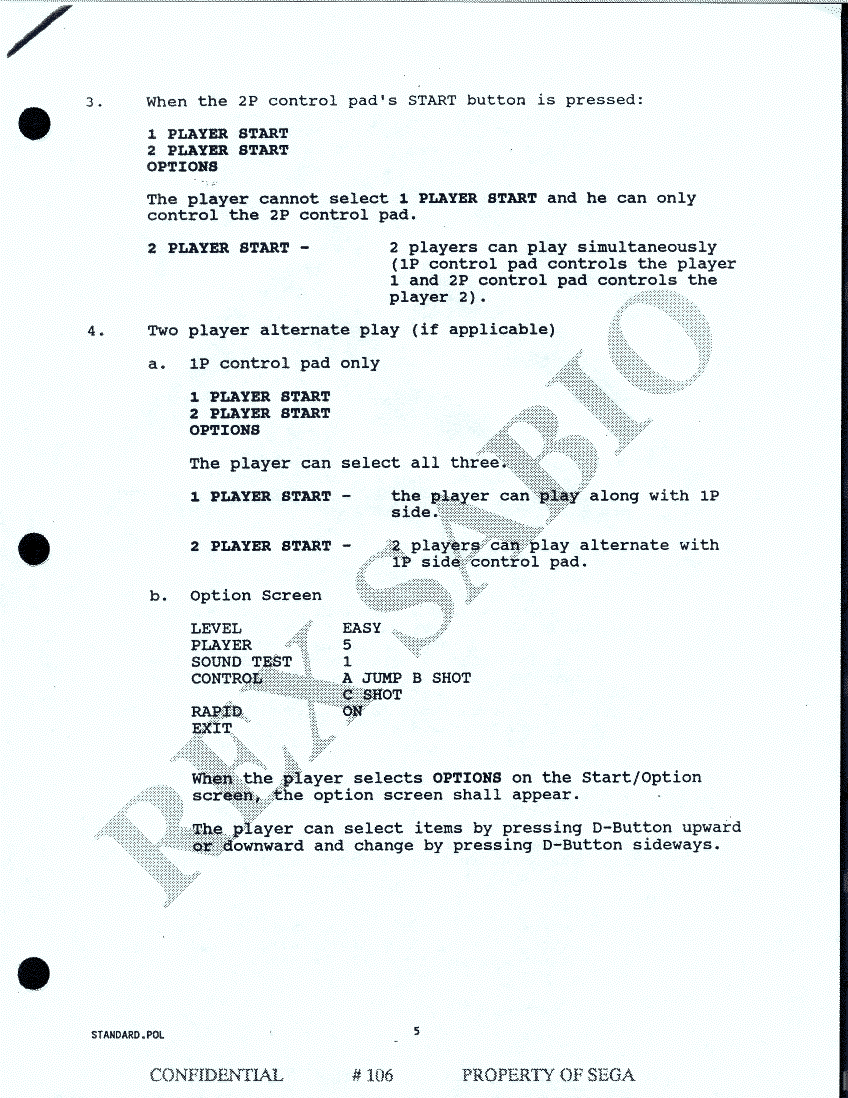 3. When the 2P control pad's START button is pressed:
1 PLAYER START
2 PLAYER START
OPTIONS
The player cannot select 1 PLAYER START and he can only
control the 2P control pad.
2 PLAYER START - 2 players can play simultaneously
(1P control pad controls the player
1 and 2P control pad controls the
player 2).
4. Two player alternate play (if applicable)
a. 1P control pad only
1 PLAYER START
2 PLAYER START
OPTIONS
The player can select all three.
1 PLAYER START - the player can play along with 1P
side.
2 PLAYER START - 2 players can play alternate with
1P side control pad.
b. Option Screen
LEVEL EASY
PLAYER 5
SOUND TEST 1
CONTROL A JUMP B SHOT
C SHOT
RAPID ON
EXIT
When the player selects OPTIONS on the Start/Option
screen, the option screen shall appear.
The player can select items by pressing D-Button upward
or downward and change by pressing D-Button sideways.
REX SABIO
STANDARD.POL 5
CONFIDENTIAL # 106 PROPERTY OF SEGA